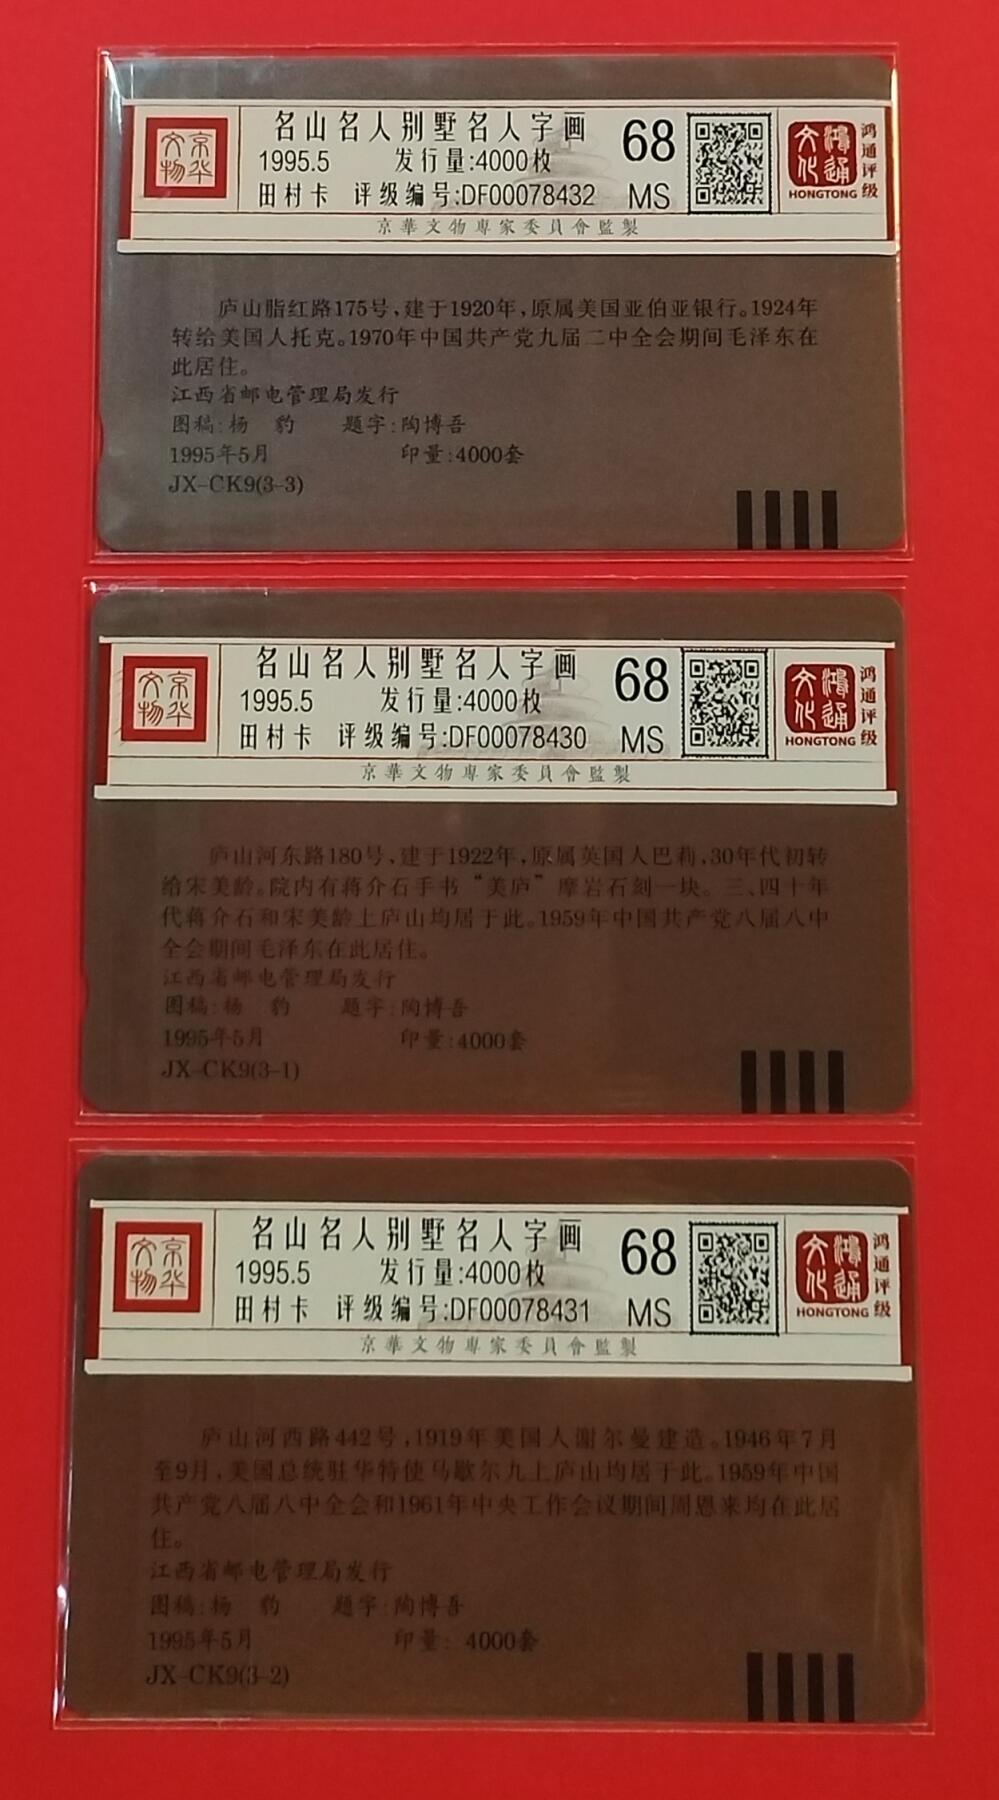 京华文物
名山名人别墅名人字画
1995.5 发行量:4000枚
田村卡 评级编号:DF00078432
68
MS
鸿通文化
HONGTONG
鸿通评级
京華文物專家委員會監製
庐山脂红路175号,建于1920年,原属美国亚伯亚银行。1924年
转给美国人托克。1970年中国共产党九届二中全会期间毛泽东在
此居住。
江西省邮电管理局发行
图稿:杨 豹 题字:陶博吾
1995年5月 印量:4000套
JX-CK9(3-3)
京华文物
名山名人别墅名人字画
1995.5 发行量:4000枚
田村卡 评级编号:DF00078430
68
MS
鸿通文化
HONGTONG
鸿通评级
京華文物專家委員會監製
庐山河东路180号,建于1922年,原属英国人巴莉,30年代初转
给宋美龄。院内有蒋介石手书“美庐”摩岩石刻一块。三、四十年
代蒋介石和宋美龄上庐山均居于此。1959年中国共产党八届八中
全会期间毛泽东在此居住。
江西省邮电管理局发行
图稿:杨 豹 题字:陶博吾
1995年5月 印量:4000套
JX-CK9(3-1)
京华文物
名山名人别墅名人字画
1995.5 发行量:4000枚
田村卡 评级编号:DF00078431
68
MS
鸿通文化
HONGTONG
鸿通评级
京華文物專家委員會監製
庐山河西路442号,1919年美国人谢尔曼建造。1946年7月
至9月,美国总统驻华特使马歇尔九上庐山均居于此。1959年中国
共产党八届八中全会和1961年中央工作会议期间周恩来均在此居
住。
江西省邮电管理局发行
图稿:杨 豹 题字:陶博吾
1995年5月 印量: 4000套
JX-CK9(3-2)